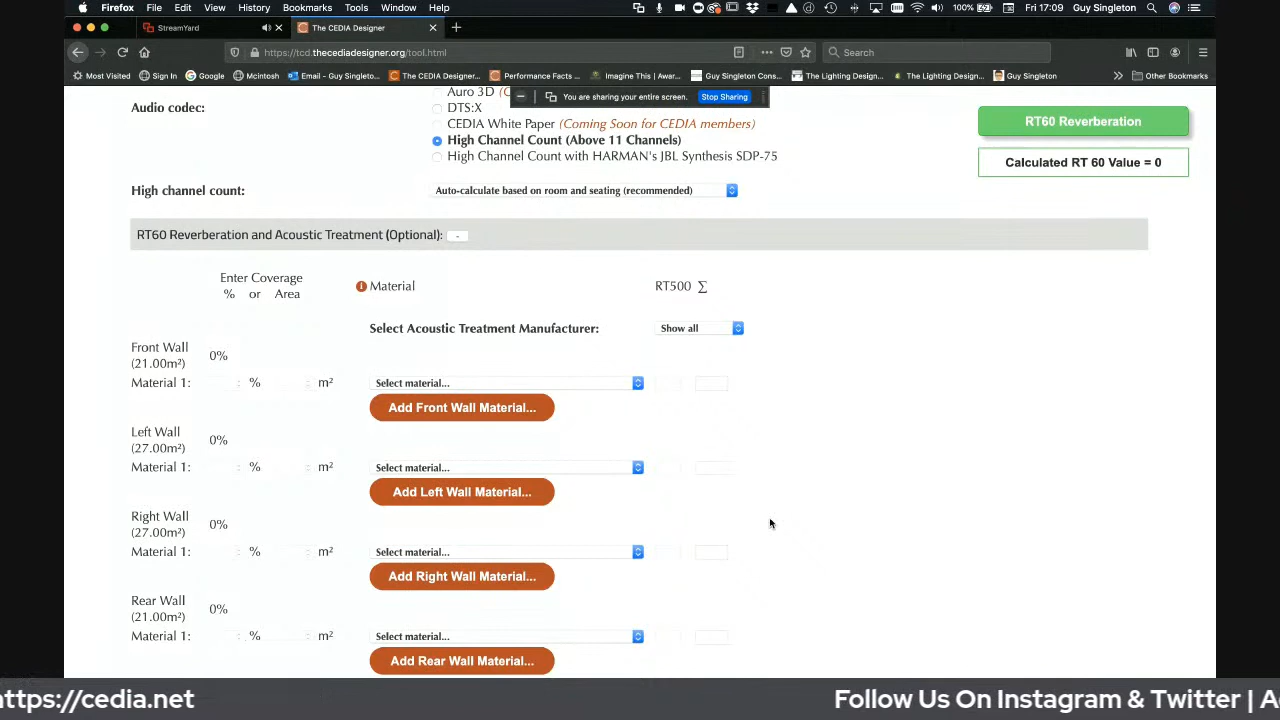 Firefox File Edit View History Bookmarks Tools Window Help 100% Fri 17:09 Guy Singleton
StreamYard
The CEDIA Designer
https://tcd.thecediadesigner.org/tool.html
Search
Most Visited Sign In Google Mcintosh Email - Guy Singleto... The CEDIA Designer... Performance Facts ... Imagine This | Awar... Guy Singleton Cons... The Lighting Design... The Lighting Design... Guy Singleton Other Bookmarks
You are sharing your entire screen. Stop Sharing
Auro 3D
Audio codec:
DTS:X
CEDIA White Paper (Coming Soon for CEDIA members)
High Channel Count (Above 11 Channels)
High Channel Count with HARMAN's JBL Synthesis SDP-75
RT60 Reverberation
Calculated RT 60 Value = 0
High channel count: Auto-calculate based on room and seating (recommended)
RT60 Reverberation and Acoustic Treatment (Optional): -
Enter Coverage
% or Area
Material
RT500 ∑
Select Acoustic Treatment Manufacturer: Show all
Front Wall
(21.00m²)
0%
Material 1: % m² Select material...
Add Front Wall Material...
Left Wall
(27.00m²)
0%
Material 1: % m² Select material...
Add Left Wall Material...
Right Wall
(27.00m²)
0%
Material 1: % m² Select material...
Add Right Wall Material...
Rear Wall
(21.00m²)
0%
Material 1: % m² Select material...
Add Rear Wall Material...
https://cedia.net
Follow Us On Instagram & Twitter |